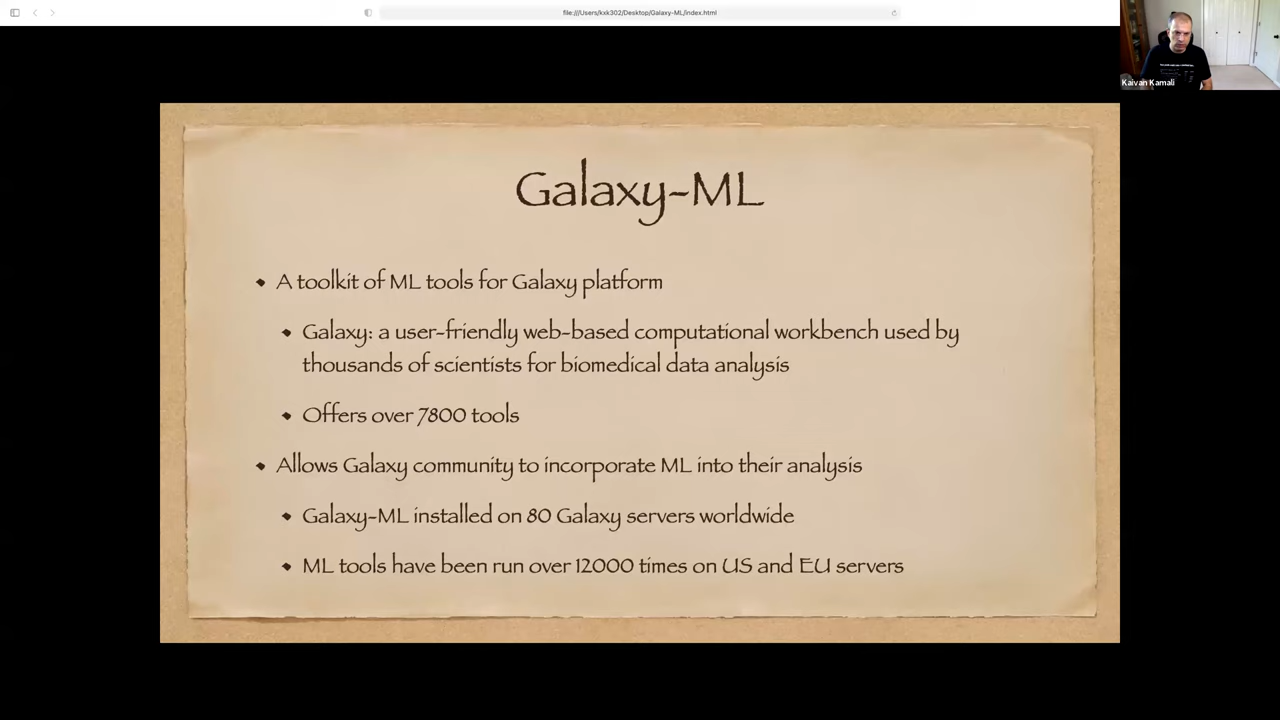 file:///Users/kxk302/Desktop/Galaxy-ML/index.html
Kaivan Kamali
Galaxy-ML
A toolkit of ML tools for Galaxy platform
Galaxy: a user-friendly web-based computational workbench used by
thousands of scientists for biomedical data analysis
Offers over 7800 tools
Allows Galaxy community to incorporate ML into their analysis
Galaxy-ML installed on 80 Galaxy servers worldwide
ML tools have been run over 12000 times on US and EU servers